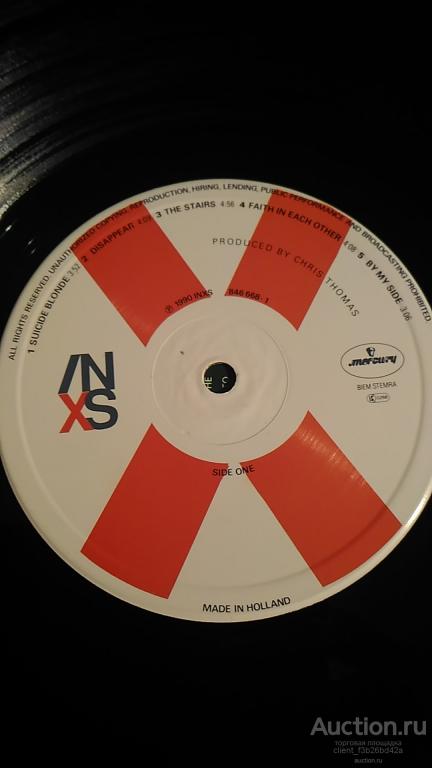 ALL RIGHTS RESERVED. UNAUTHORIZED COPYING, REPRODUCTION, HIRING, LENDING, PUBLIC PERFORMANCE AND BROADCASTING PROHIBITED
1 SUICIDE BLONDE 3:52 2 DISAPPEAR 4:09 3 THE STAIRS 4:56 4 FAITH IN EACH OTHER 4:08 5 BY MY SIDE 3:06
PRODUCED BY CHRIS THOMAS
℗ 1990 INXS 846 668-1
INXS
mercury
BIEM STEMRA
SIDE ONE
MADE IN HOLLAND
Auction.ru
торговая площадка
client_f3b26bd42a
auction.ru